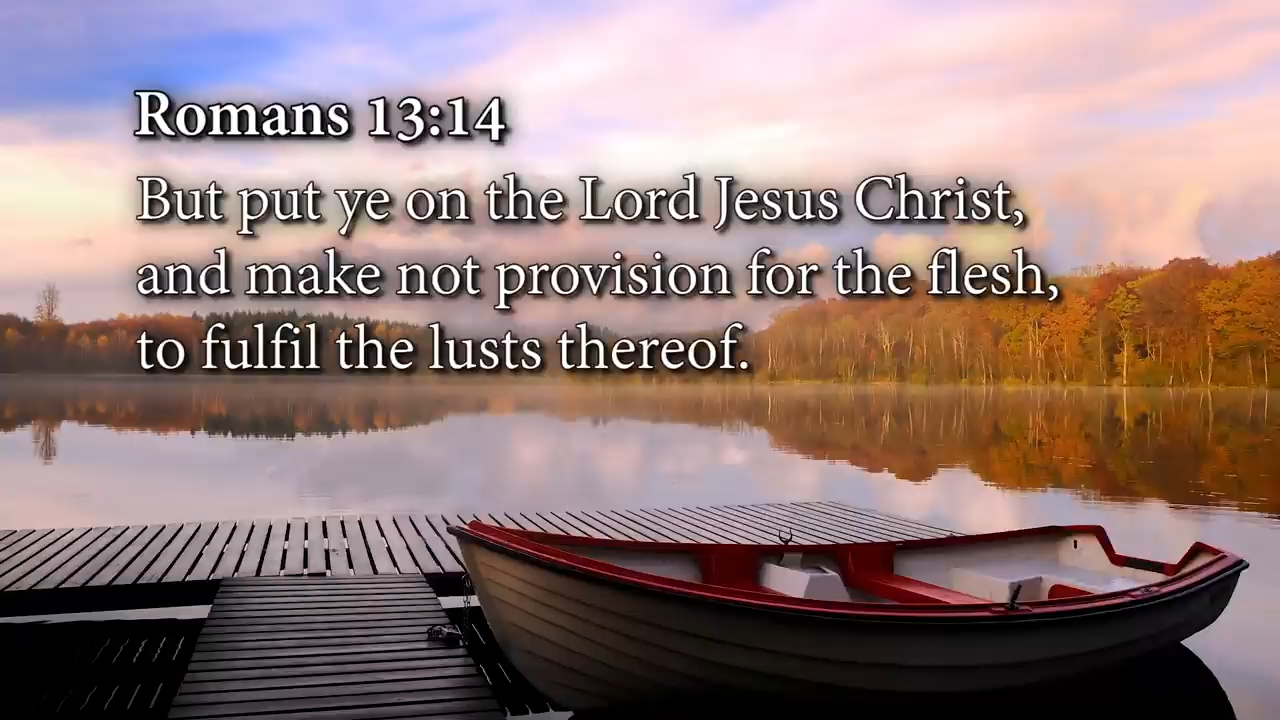 Romans 13:14
But put ye on the Lord Jesus Christ,
and make not provision for the flesh,
to fulfil the lusts thereof.